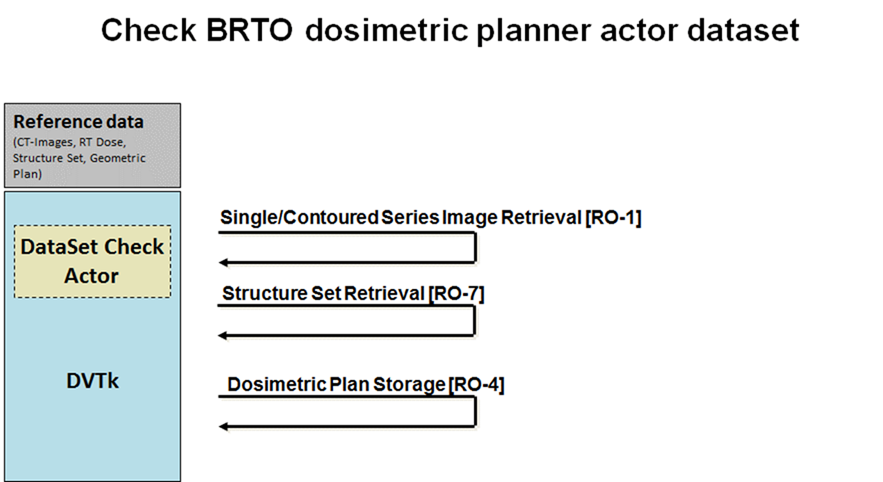 Check BRTO dosimetric planner actor dataset
Reference data
(CT-Images, RT Dose,
Structure Set, Geometric
Plan)
Single/Contoured Series Image Retrieval [RO-1]
DataSet Check
Actor
Structure Set Retrieval [RO-7]
DVTk
Dosimetric Plan Storage [RO-4]